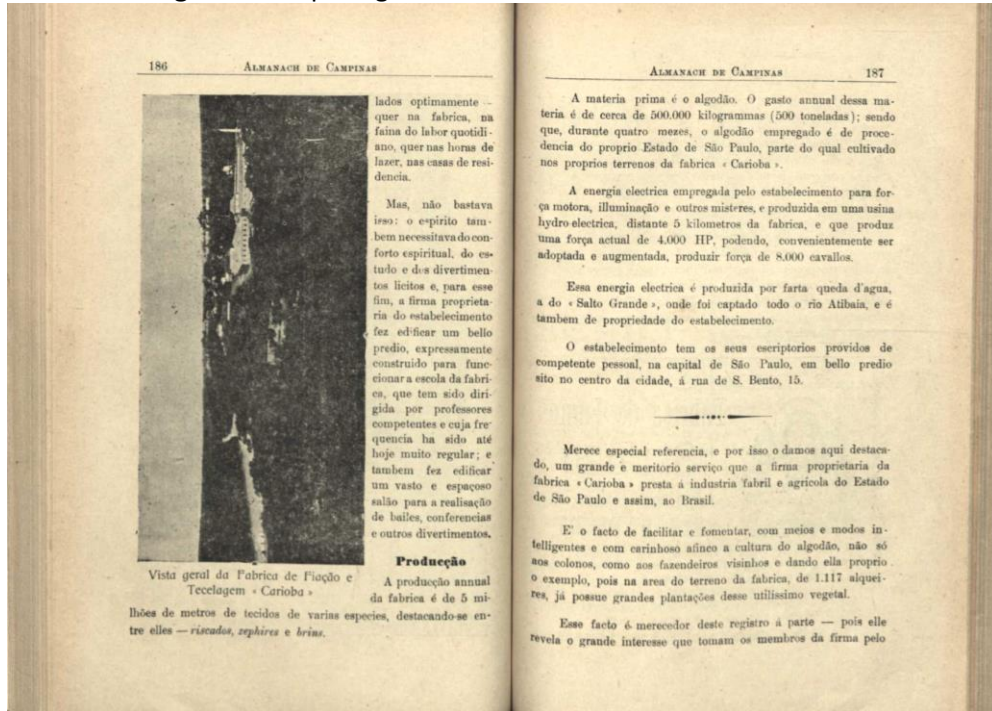 186 ALMANACH DE CAMPINAS
lados optimamente —
quer na fabrica, na
faina do labor quotidi-
ano, quer nas horas de
lazer, nas casas de resi-
dencia.
Mas, não bastava
isso: o espirito tam-
bem necessitava do con-
forto espiritual, do es-
tudo e dos divertimen-
tos licitos e, para esse
fim, a firma proprieta-
ria do estabelecimento
fez edificar um bello
predio, expressamente
construido para func-
cionar a escola da fabri-
ca, que tem sido diri-
gida por professores
competentes e cuja fre-
quencia ha sido até
hoje muito regular; e
tambem fez edificar
um vasto e espaçoso
salão para a realisação
de bailes, conferencias
e outros divertimentos.
Producção
A producção annual
da fabrica é de 5 mi-
lhões de metros de tecidos de varias especies, destacando-se en-
tre elles — riscados, zephires e brins.
Vista geral da Fabrica de Fiação e
Tecelagem « Carioba »
ALMANACH DE CAMPINAS 187
A materia prima é o algodão. O gasto annual dessa ma-
teria é de cerca de 500.000 kilogrammas (500 toneladas); sendo
que, durante quatro mezes, o algodão empregado é de proce-
dencia do proprio Estado de São Paulo, parte do qual cultivado
nos proprios terrenos da fabrica « Carioba ».
A energia electrica empregada pelo estabelecimento para for-
ça motora, illuminação e outros misteres, e produzida em uma usina
hydro electrica, distante 5 kilometros da fabrica, e que produz
uma força actual de 4.000 HP, podendo, convenientemente ser
adoptada e augmentada, produzir força de 8.000 cavallos.
Essa energia electrica é produzida por farta queda d'agua,
a do « Salto Grande », onde foi captado todo o rio Atibaia, e é
tambem de propriedade do estabelecimento.
O estabelecimento tem os seus escriptorios providos de
competente pessoal, na capital de São Paulo, em bello predio
sito no centro da cidade, á rua de S. Bento, 15.
Merece especial referencia, e por isso o damos aqui destaca-
do, um grande e meritorio serviço que a firma proprietaria da
fabrica « Carioba » presta á industria fabril e agricola do Estado
de São Paulo e assim, ao Brasil.
E' o facto de facilitar e fomentar, com meios e modos in-
telligentes e com carinhoso afinco a cultura do algodão, não só
aos colonos, como aos fazendeiros visinhos e dando ella proprio
o exemplo, pois na area do terreno da fabrica, de 1.117 alquei-
res, já possue grandes plantações desse utilissimo vegetal.
Esse facto é merecedor deste registro á parte — pois elle
revela o grande interesse que tomam os membros da firma pelo